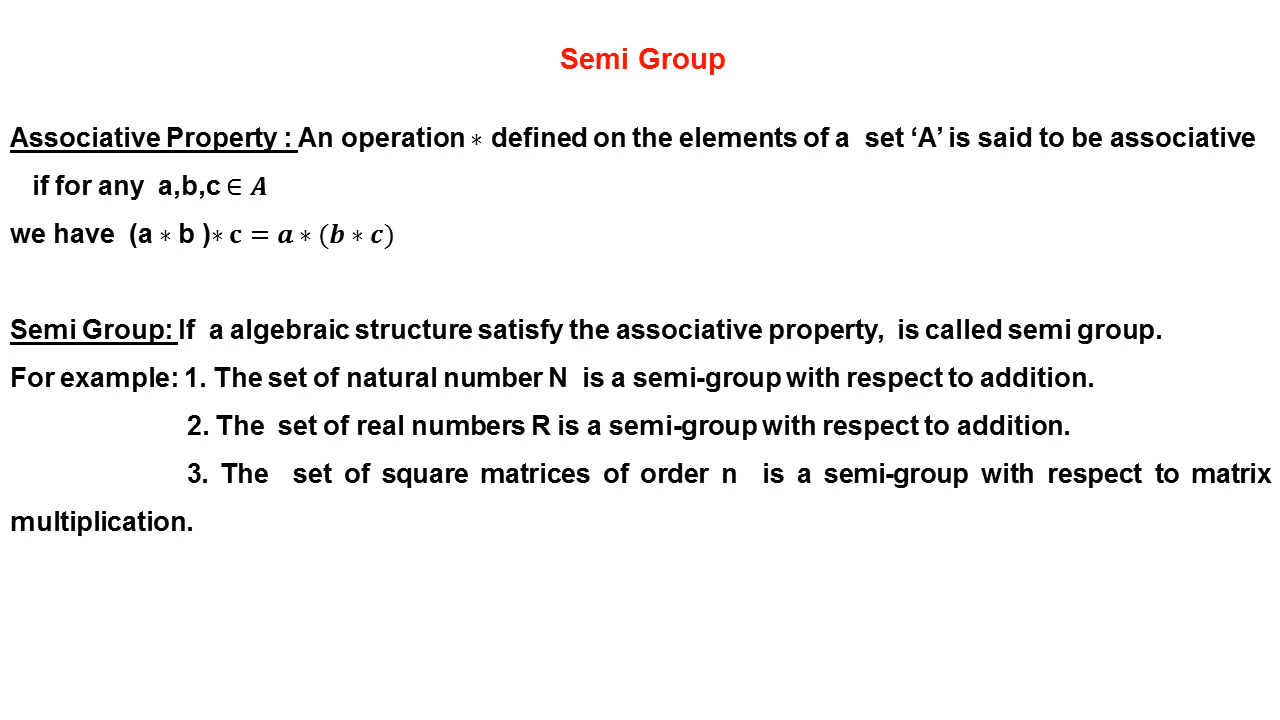 Semi Group
Associative Property : An operation ∗ defined on the elements of a set ‘A’ is said to be associative
if for any a,b,c ∈ A
we have (a ∗ b )∗ c = a ∗ (b ∗ c)
Semi Group: If a algebraic structure satisfy the associative property, is called semi group.
For example: 1. The set of natural number N is a semi-group with respect to addition.
2. The set of real numbers R is a semi-group with respect to addition.
3. The set of square matrices of order n is a semi-group with respect to matrix
multiplication.